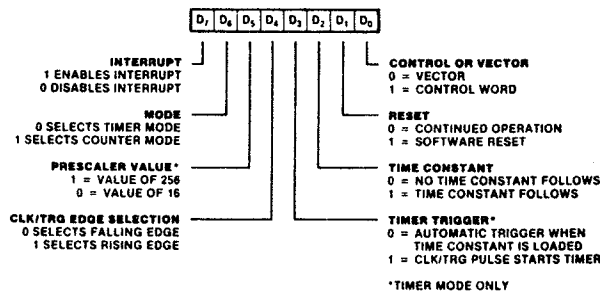 D7 D6 D5 D4 D3 D2 D1 D0
INTERRUPT
1 ENABLES INTERRUPT
0 DISABLES INTERRUPT
MODE
0 SELECTS TIMER MODE
1 SELECTS COUNTER MODE
PRESCALER VALUE*
1 = VALUE OF 256
0 = VALUE OF 16
CLK/TRG EDGE SELECTION
0 SELECTS FALLING EDGE
1 SELECTS RISING EDGE
CONTROL OR VECTOR
0 = VECTOR
1 = CONTROL WORD
RESET
0 = CONTINUED OPERATION
1 = SOFTWARE RESET
TIME CONSTANT
0 = NO TIME CONSTANT FOLLOWS
1 = TIME CONSTANT FOLLOWS
TIMER TRIGGER*
0 = AUTOMATIC TRIGGER WHEN
TIME CONSTANT IS LOADED
1 = CLK/TRG PULSE STARTS TIMER
*TIMER MODE ONLY